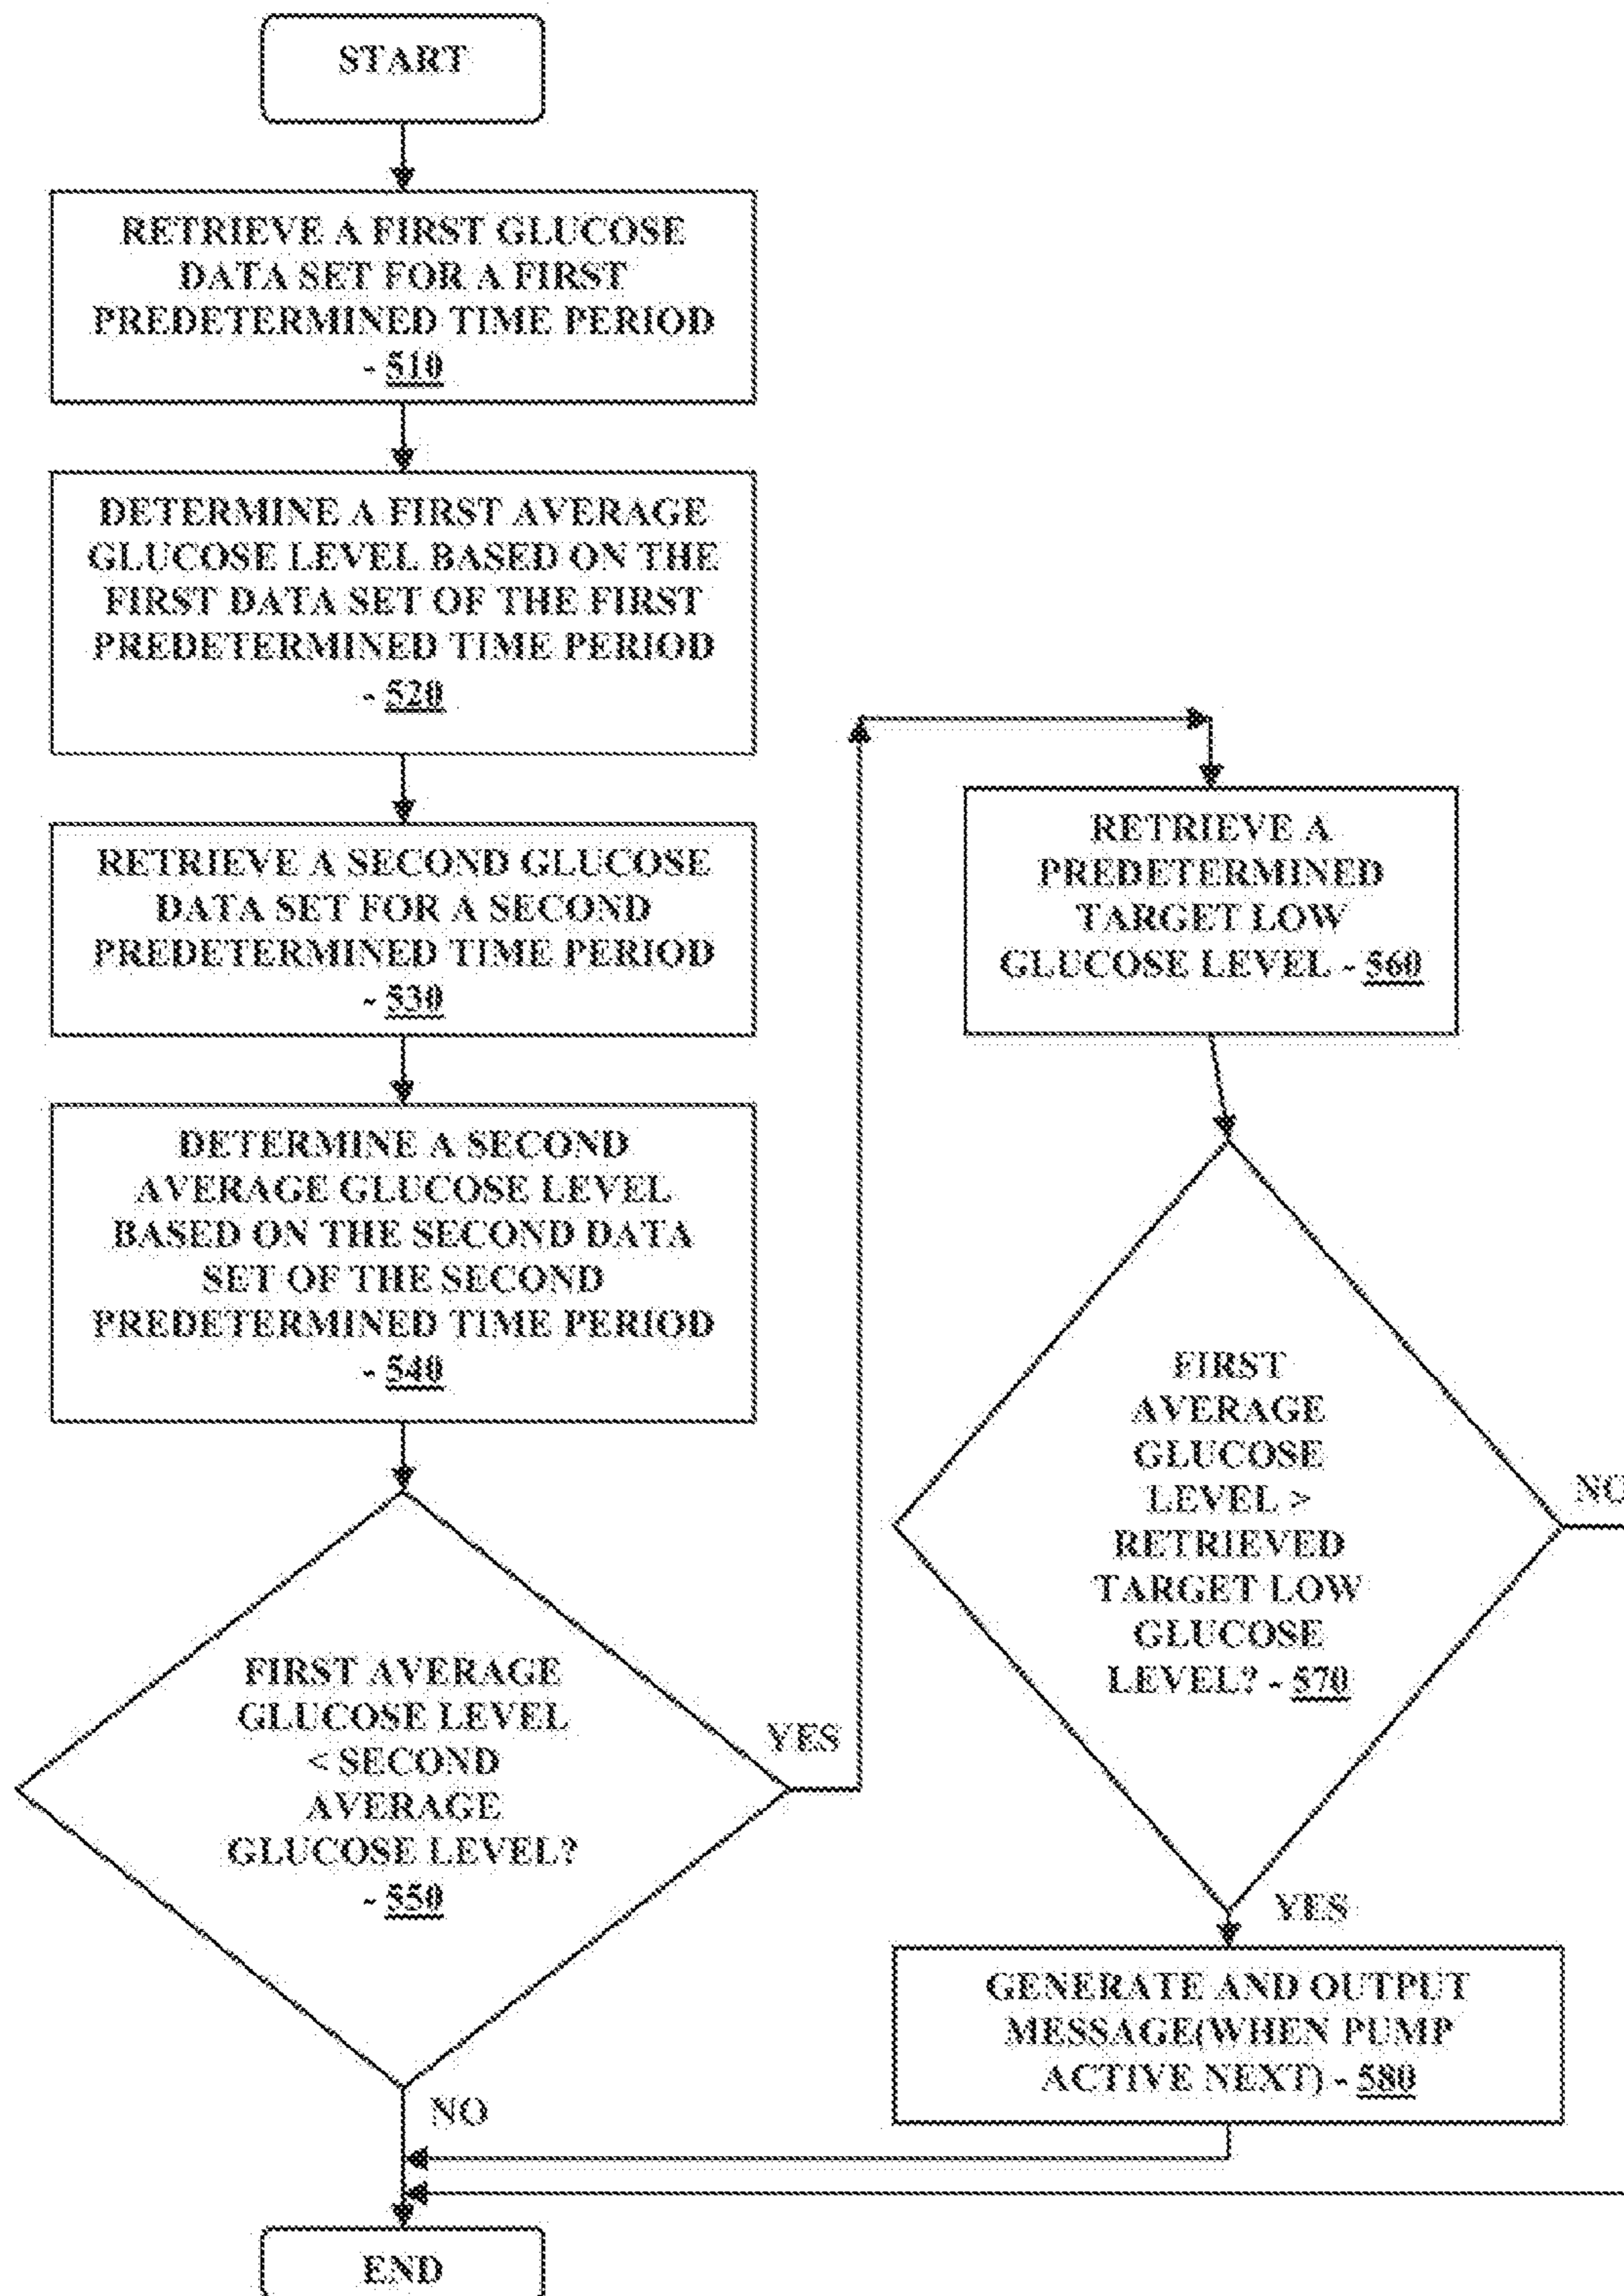 START
RETRIEVE A FIRST GLUCOSE
DATA SET FOR A FIRST
PREDETERMINED TIME PERIOD
- 510
DETERMINE A FIRST AVERAGE
GLUCOSE LEVEL BASED ON THE
FIRST DATA SET OF THE FIRST
PREDETERMINED TIME PERIOD
- 520
RETRIEVE A SECOND GLUCOSE
DATA SET FOR A SECOND
PREDETERMINED TIME PERIOD
- 530
DETERMINE A SECOND
AVERAGE GLUCOSE LEVEL
BASED ON THE SECOND DATA
SET OF THE SECOND
PREDETERMINED TIME PERIOD
- 540
FIRST AVERAGE
GLUCOSE LEVEL
< SECOND
AVERAGE
GLUCOSE LEVEL?
- 550
YES
NO
RETRIEVE A
PREDETERMINED
TARGET LOW
GLUCOSE LEVEL - 560
FIRST
AVERAGE
GLUCOSE
LEVEL >
RETRIEVED
TARGET LOW
GLUCOSE
LEVEL? - 570
NO
YES
GENERATE AND OUTPUT
MESSAGE(WHEN PUMP
ACTIVE NEXT) - 580
END